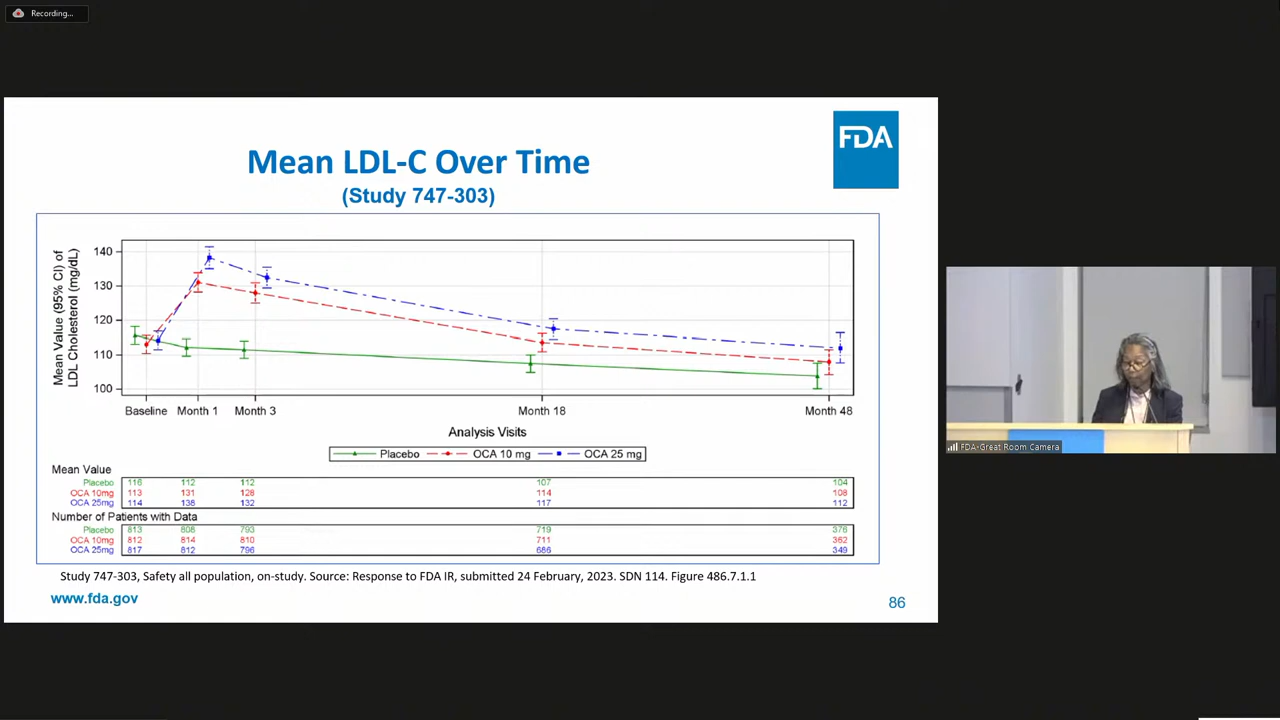 Recording...
FDA
Mean LDL-C Over Time
(Study 747-303)
Mean Value (95% CI) of
LDL Cholesterol (mg/dL)
140
130
120
110
100
Baseline Month 1 Month 3 Month 18 Month 48
Analysis Visits
Placebo OCA 10 mg OCA 25 mg
Mean Value
Placebo 116 112 112 107 104
OCA 10mg 113 131 128 114 108
OCA 25mg 114 138 132 117 112
Number of Patients with Data
Placebo 813 808 793 719 376
OCA 10mg 812 814 810 711 362
OCA 25mg 817 812 796 686 349
Study 747-303, Safety all population, on-study. Source: Response to FDA IR, submitted 24 February, 2023. SDN 114. Figure 486.7.1.1
www.fda.gov
86
FDA-Great Room Camera